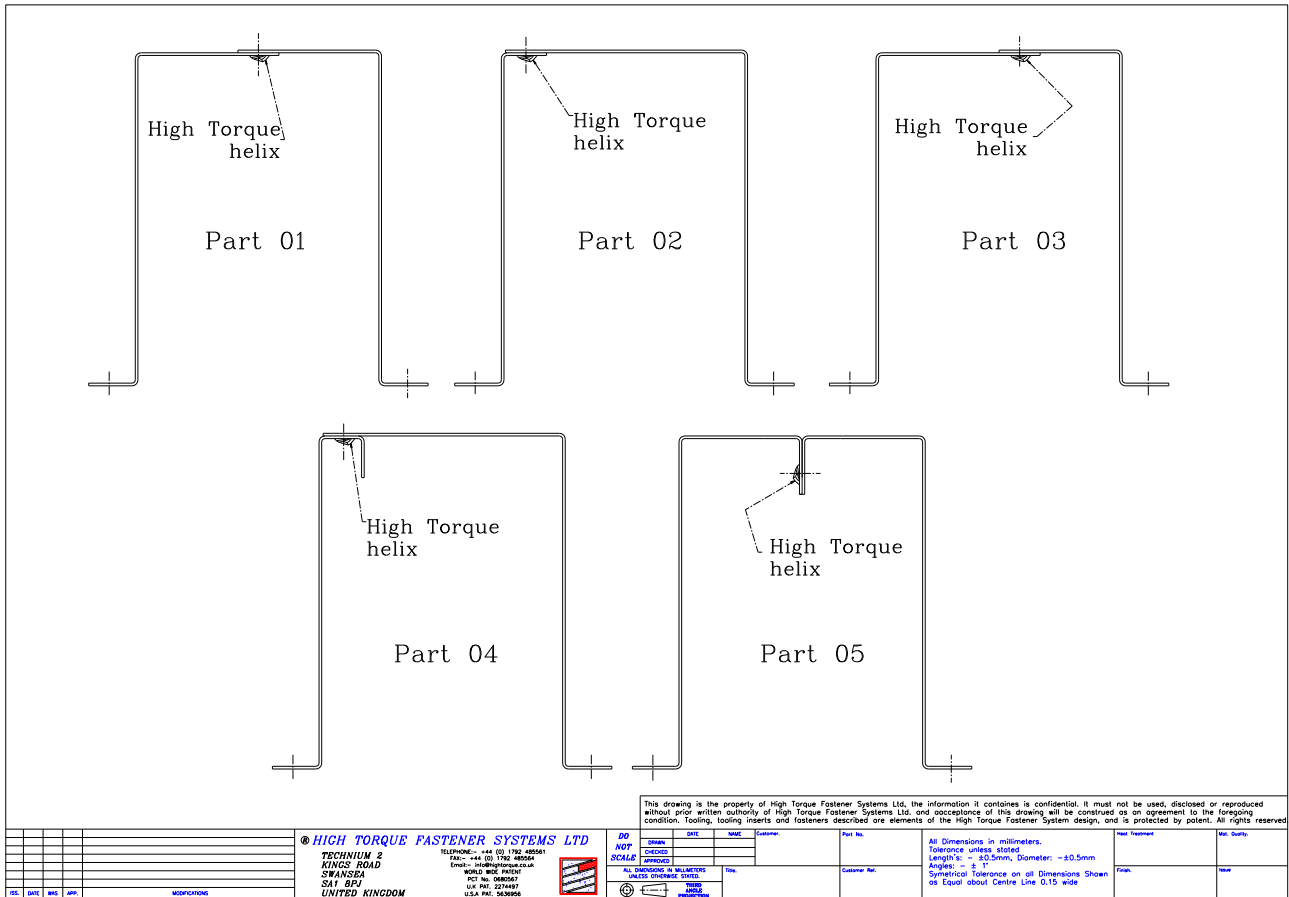 High Torque
helix
High Torque
helix
High Torque
helix
Part 01
Part 02
Part 03
High Torque
helix
High Torque
helix
Part 04
Part 05
This drawing is the property of High Torque Fastener Systems Ltd, the information it containes is confidential. It must not be used, disclosed or reproduced
without prior written authority of High Torque Fastener Systems Ltd. and aacceptance of this drawing will be construed as an agreement to the foregoing
condition. Tooling, tooling inserts and fasteners described are elements of the High Torque Fastener System design, and is protected by patent. All rights reserved
ISS. DATE WAS APP. MODIFICATIONS
® HIGH TORQUE FASTENER SYSTEMS LTD
TECHNIUM 2
KINGS ROAD
SWANSEA
SA1 8PJ
UNITED KINGDOM
TELEPHONE:- +44 (0) 1792 485561
FAX:- +44 (0) 1792 485564
Email:- info@hightorque.co.uk
WORLD WIDE PATENT
PCT No. 0680567
U.K PAT. 2274497
U.S.A PAT. 5636956
DO
NOT
SCALE
DATE NAME
DRAWN
CHECKED
APPROVED
ALL DIMENSIONS IN MILLIMETERS
UNLESS OTHERWISE STATED.
THIRD
ANGLE
PROJECTION
Customer.
Title.
Part No.
Customer Ref.
All Dimensions in millimeters.
Tolerance unless stated
Length's: - ±0.5mm, Diameter: -±0.5mm
Angles: - ± 1°
Symetrical Tolerance on all Dimensions Shown
as Equal about Centre Line 0.15 wide
Heat Treatment
Finish.
Mat. Quality.
Issue